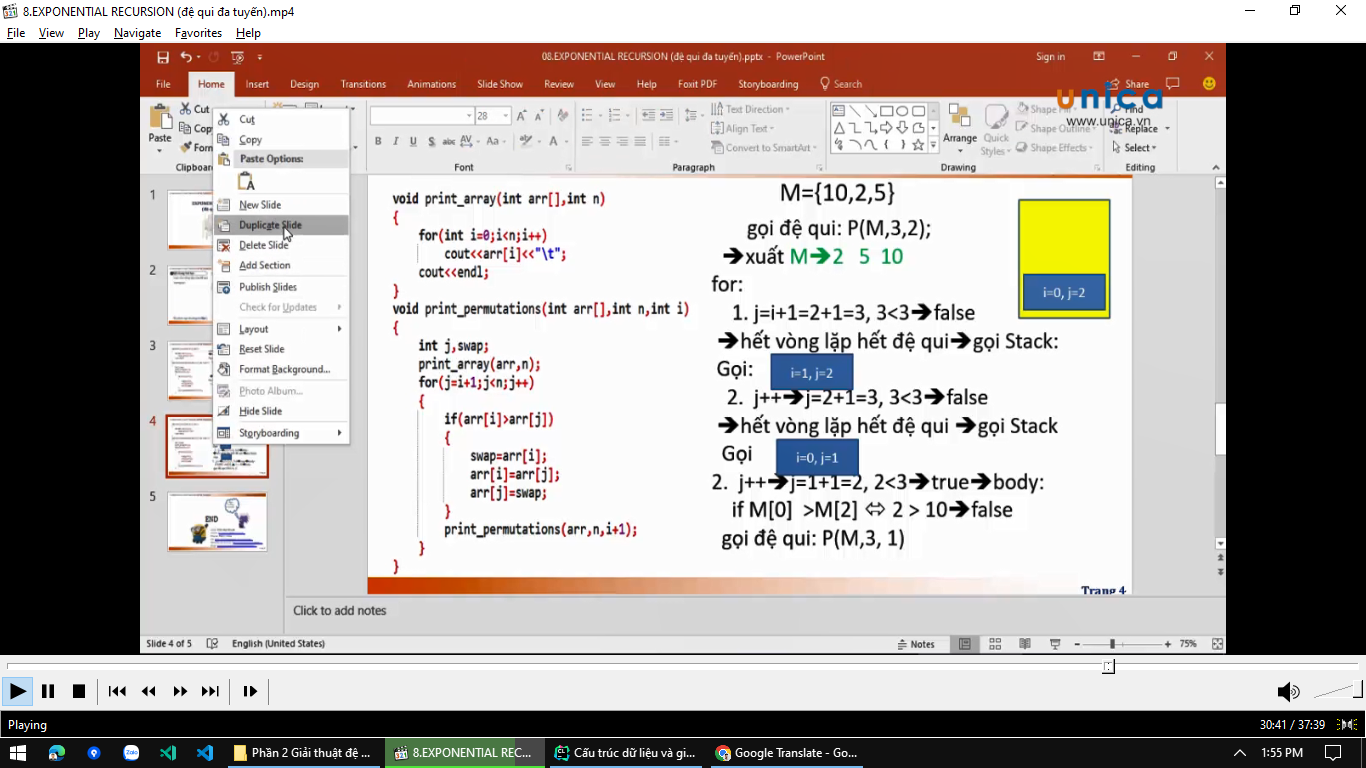 8.EXPONENTIAL RECURSION (đệ qui đa tuyến).mp4
File View Play Navigate Favorites Help
08.EXPONENTIAL RECURSION (đệ qui đa tuyến).pptx - PowerPoint
Sign in
File Home Insert Design Transitions Animations Slide Show Review View Help Foxit PDF Storyboarding Search
Share
unica
www.unica.vn
Paste
Cut
28
Text Direction
Align Text
Convert to SmartArt
Arrange
Quick Styles
Shape Outline
Shape Effects
Find
Replace
Select
Font
Paragraph
Drawing
Editing
Cut
Copy
Paste Options:
New Slide
Duplicate Slide
Delete Slide
Add Section
Publish Slides
Check for Updates
Layout
Reset Slide
Format Background...
Photo Album...
Hide Slide
Storyboarding
1
2
3
4
5
END
void print_array(int arr[],int n)
{
for(int i=0;i<n;i++)
cout<<arr[i]<<"\t";
cout<<endl;
}
void print_permutations(int arr[],int n,int i)
{
int j,swap;
print_array(arr,n);
for(j=i+1;j<n;j++)
{
if(arr[i]>arr[j])
{
swap=arr[i];
arr[i]=arr[j];
arr[j]=swap;
}
print_permutations(arr,n,i+1);
}
}
M={10,2,5}
gọi đệ qui: P(M,3,2);
➔xuất M➔2 5 10
for:
1. j=i+1=2+1=3, 3<3➔false
➔hết vòng lặp hết đệ qui➔gọi Stack:
Gọi: i=1, j=2
2. j++➔j=2+1=3, 3<3➔false
➔hết vòng lặp hết đệ qui ➔gọi Stack
Gọi i=0, j=1
2. j++➔j=1+1=2, 2<3➔true➔body:
if M[0] >M[2] ⇔ 2 > 10➔false
gọi đệ qui: P(M,3, 1)
i=0, j=2
Trang 4
Click to add notes
Slide 4 of 5 English (United States) Notes 75%
Playing
30:41 / 37:39
Phần 2 Giải thuật đệ ...
8.EXPONENTIAL REC...
Cấu trúc dữ liệu và gi...
Google Translate - Go...
1:55 PM